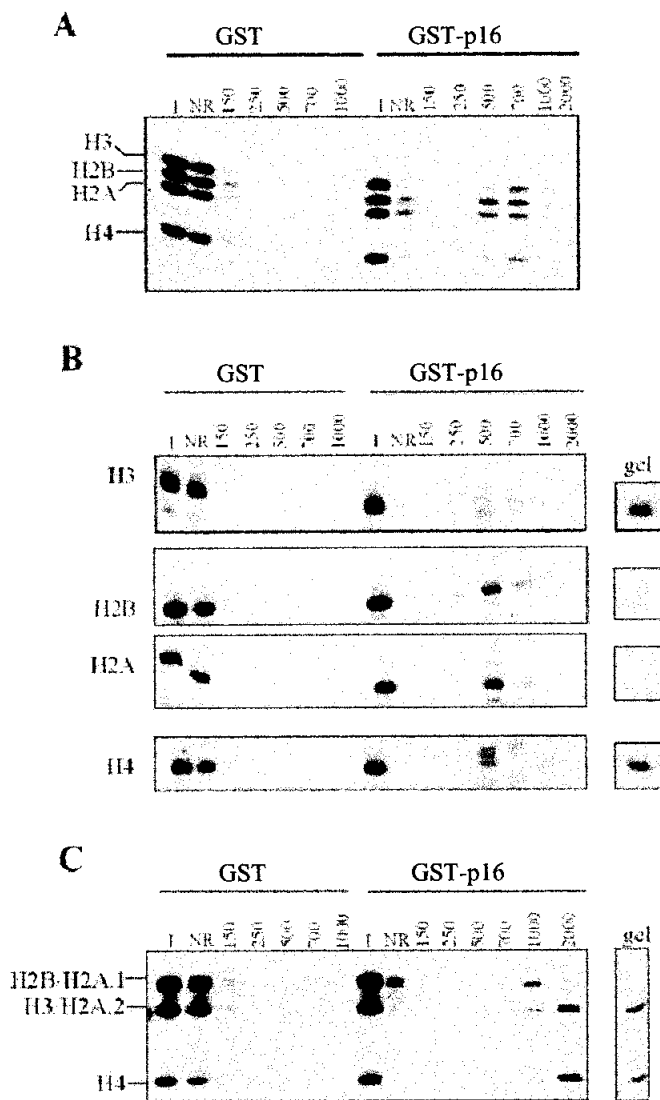 A
GST GST-p16
I NR 150 250 500 700 1000 I NR 150 250 500 700 1000 2000
H3
H2B
H2A
H4
B
GST GST-p16
I NR 150 250 500 700 1000 I NR 150 250 500 700 1000 2000
gel
H3
H2B
H2A
H4
C
GST GST-p16
I NR 150 250 500 700 1000 I NR 150 250 500 700 1000 2000 gel
H2B·H2A.1
H3/H2A.2
H4